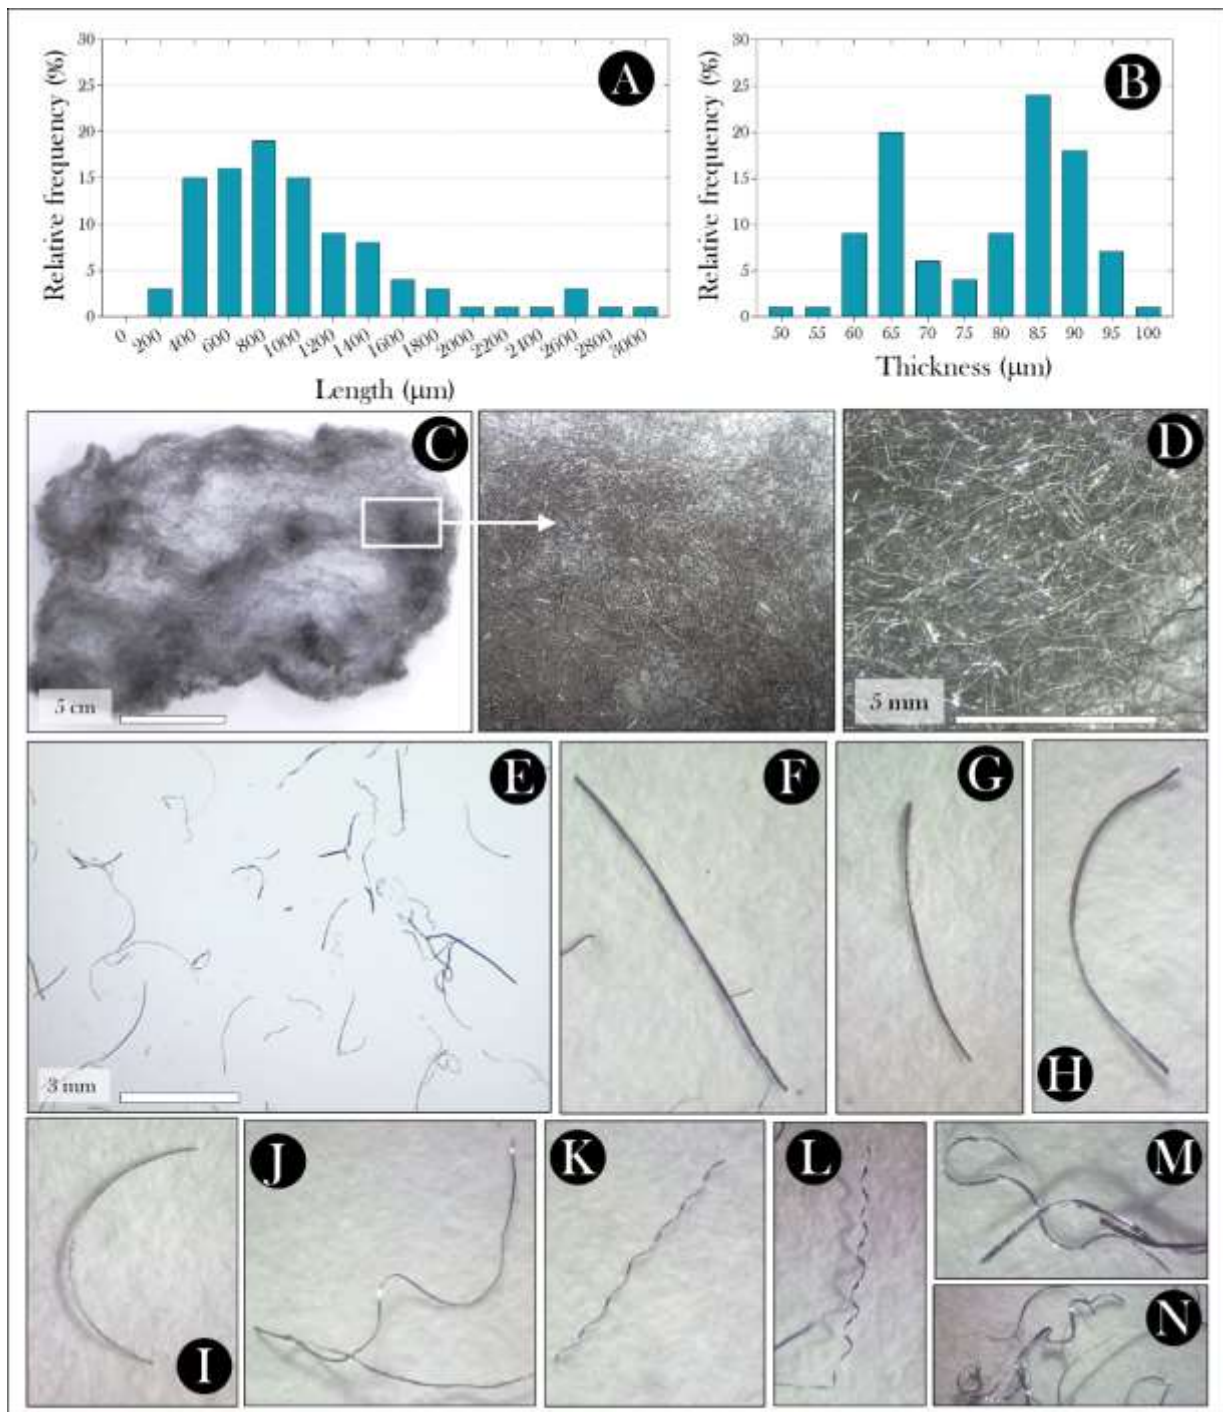 30
25
20
15
10
5
0
Relative frequency (%)
A
0
200
400
600
800
1000
1200
1400
1600
1800
2000
2200
2400
2600
2800
3000
Length (μm)
30
25
20
15
10
5
0
Relative frequency (%)
B
50
55
60
65
70
75
80
85
90
95
100
Thickness (μm)
C
5 cm
D
5 mm
E
3 mm
F
G
H
I
J
K
L
M
N